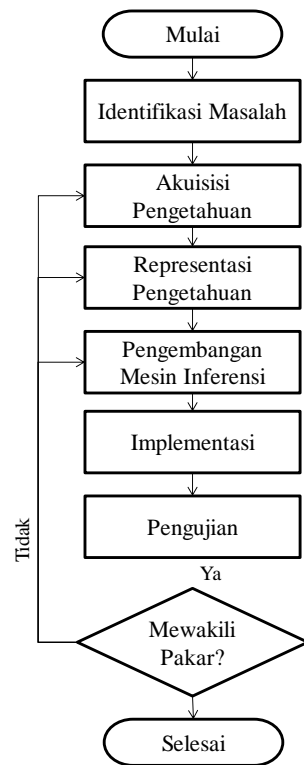 Mulai
Identifikasi Masalah
Akuisisi
Pengetahuan
Representasi
Pengetahuan
Pengembangan
Mesin Inferensi
Implementasi
Pengujian
Tidak
Ya
Mewakili
Pakar?
Selesai